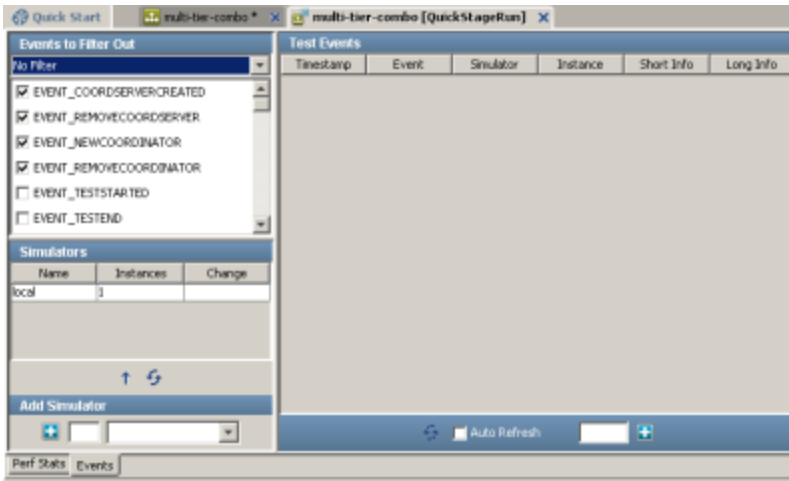 Quick Start
multi-tier-combo *
multi-tier-combo [QuickStageRun]
Events to Filter Out
No Filter
EVENT_COORDSERVERCREATED
EVENT_REMOVECOORDSERVER
EVENT_NEWCOORDINATOR
EVENT_REMOVECOORDINATOR
EVENT_TESTSTARTED
EVENT_TESTEND
Simulators
Name Instances Change
local 1
Add Simulator
Test Events
Timestamp Event Simulator Instance Short Info Long Info
Auto Refresh
Perf Stats Events